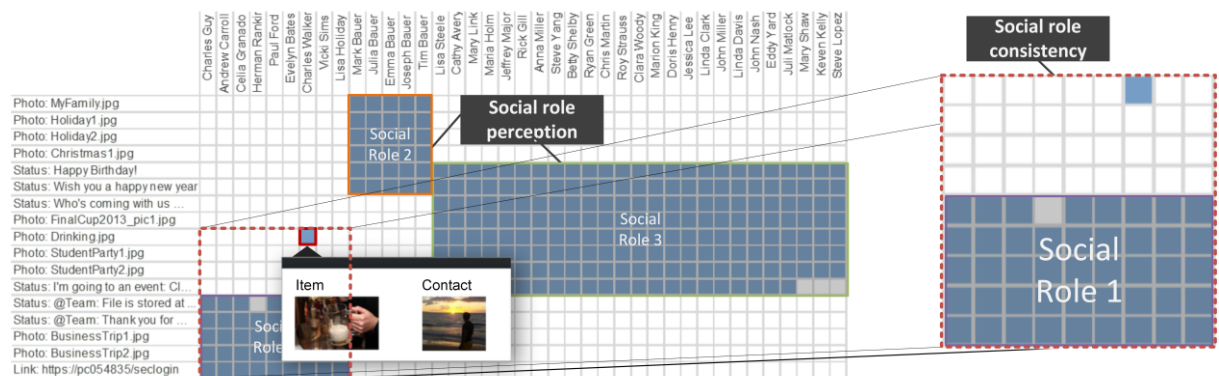 Charles Guy
Andrew Carroll
Celia Granado
Herman Rankin
Paul Ford
Evelyn Bates
Charles Walker
Vicki Sims
Lisa Holiday
Mark Bauer
Julia Bauer
Emma Bauer
Joseph Bauer
Tim Bauer
Lisa Steele
Cathy Avery
Mary Link
Maria Holm
Jeffrey Major
Rick Gill
Anna Miller
Steve Yang
Betty Shelby
Ryan Green
Chris Martin
Roy Strauss
Clara Woody
Marion King
Doris Henry
Jessica Lee
Linda Clark
John Miller
Linda Davis
John Nash
Eddy Yard
Juli Matlock
Mary Shaw
Keven Kelly
Steve Lopez
Social role
consistency
Photo: MyFamily.jpg
Photo: Holiday1.jpg
Photo: Holiday2.jpg
Photo: Christmas1.jpg
Status: Happy Birthday!
Status: Wish you a happy new year
Status: Who's coming with us ...
Photo: FinalCup2013_pic1.jpg
Photo: Drinking.jpg
Photo: StudentParty1.jpg
Photo: StudentParty2.jpg
Status: I'm going to an event: Cl...
Status: @Team: File is stored at ...
Status: @Team: Thank you for ...
Photo: BusinessTrip1.jpg
Photo: BusinessTrip2.jpg
Link: https://pc054835/seclogin
Social
Role 2
Social role
perception
Social
Role 3
Item
Contact
Social
Role 1